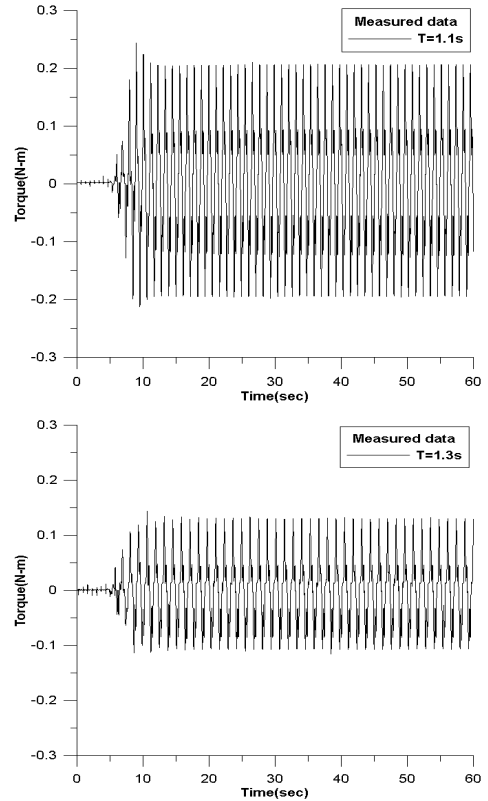 0.3
Measured data
T=1.1s
0.2
0.1
0
-0.1
-0.2
-0.3
Torque(N-m)
0 10 20 30 40 50 60
Time(sec)
0.3
Measured data
T=1.3s
0.2
0.1
0
-0.1
-0.2
-0.3
Torque(N-m)
0 10 20 30 40 50 60
Time(sec)